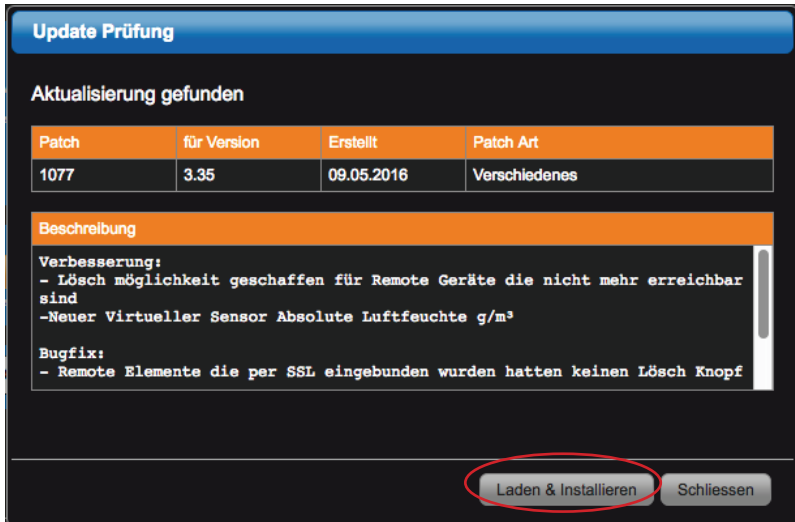 Update Prüfung
Aktualisierung gefunden
Patch für Version Erstellt Patch Art
1077 3.35 09.05.2016 Verschiedenes
Beschreibung
Verbesserung:
- Lösch möglichkeit geschaffen für Remote Geräte die nicht mehr erreichbar
sind
-Neuer Virtueller Sensor Absolute Luftfeuchte g/m³
Bugfix:
- Remote Elemente die per SSL eingebunden wurden hatten keinen Lösch Knopf
Laden & Installieren Schliessen